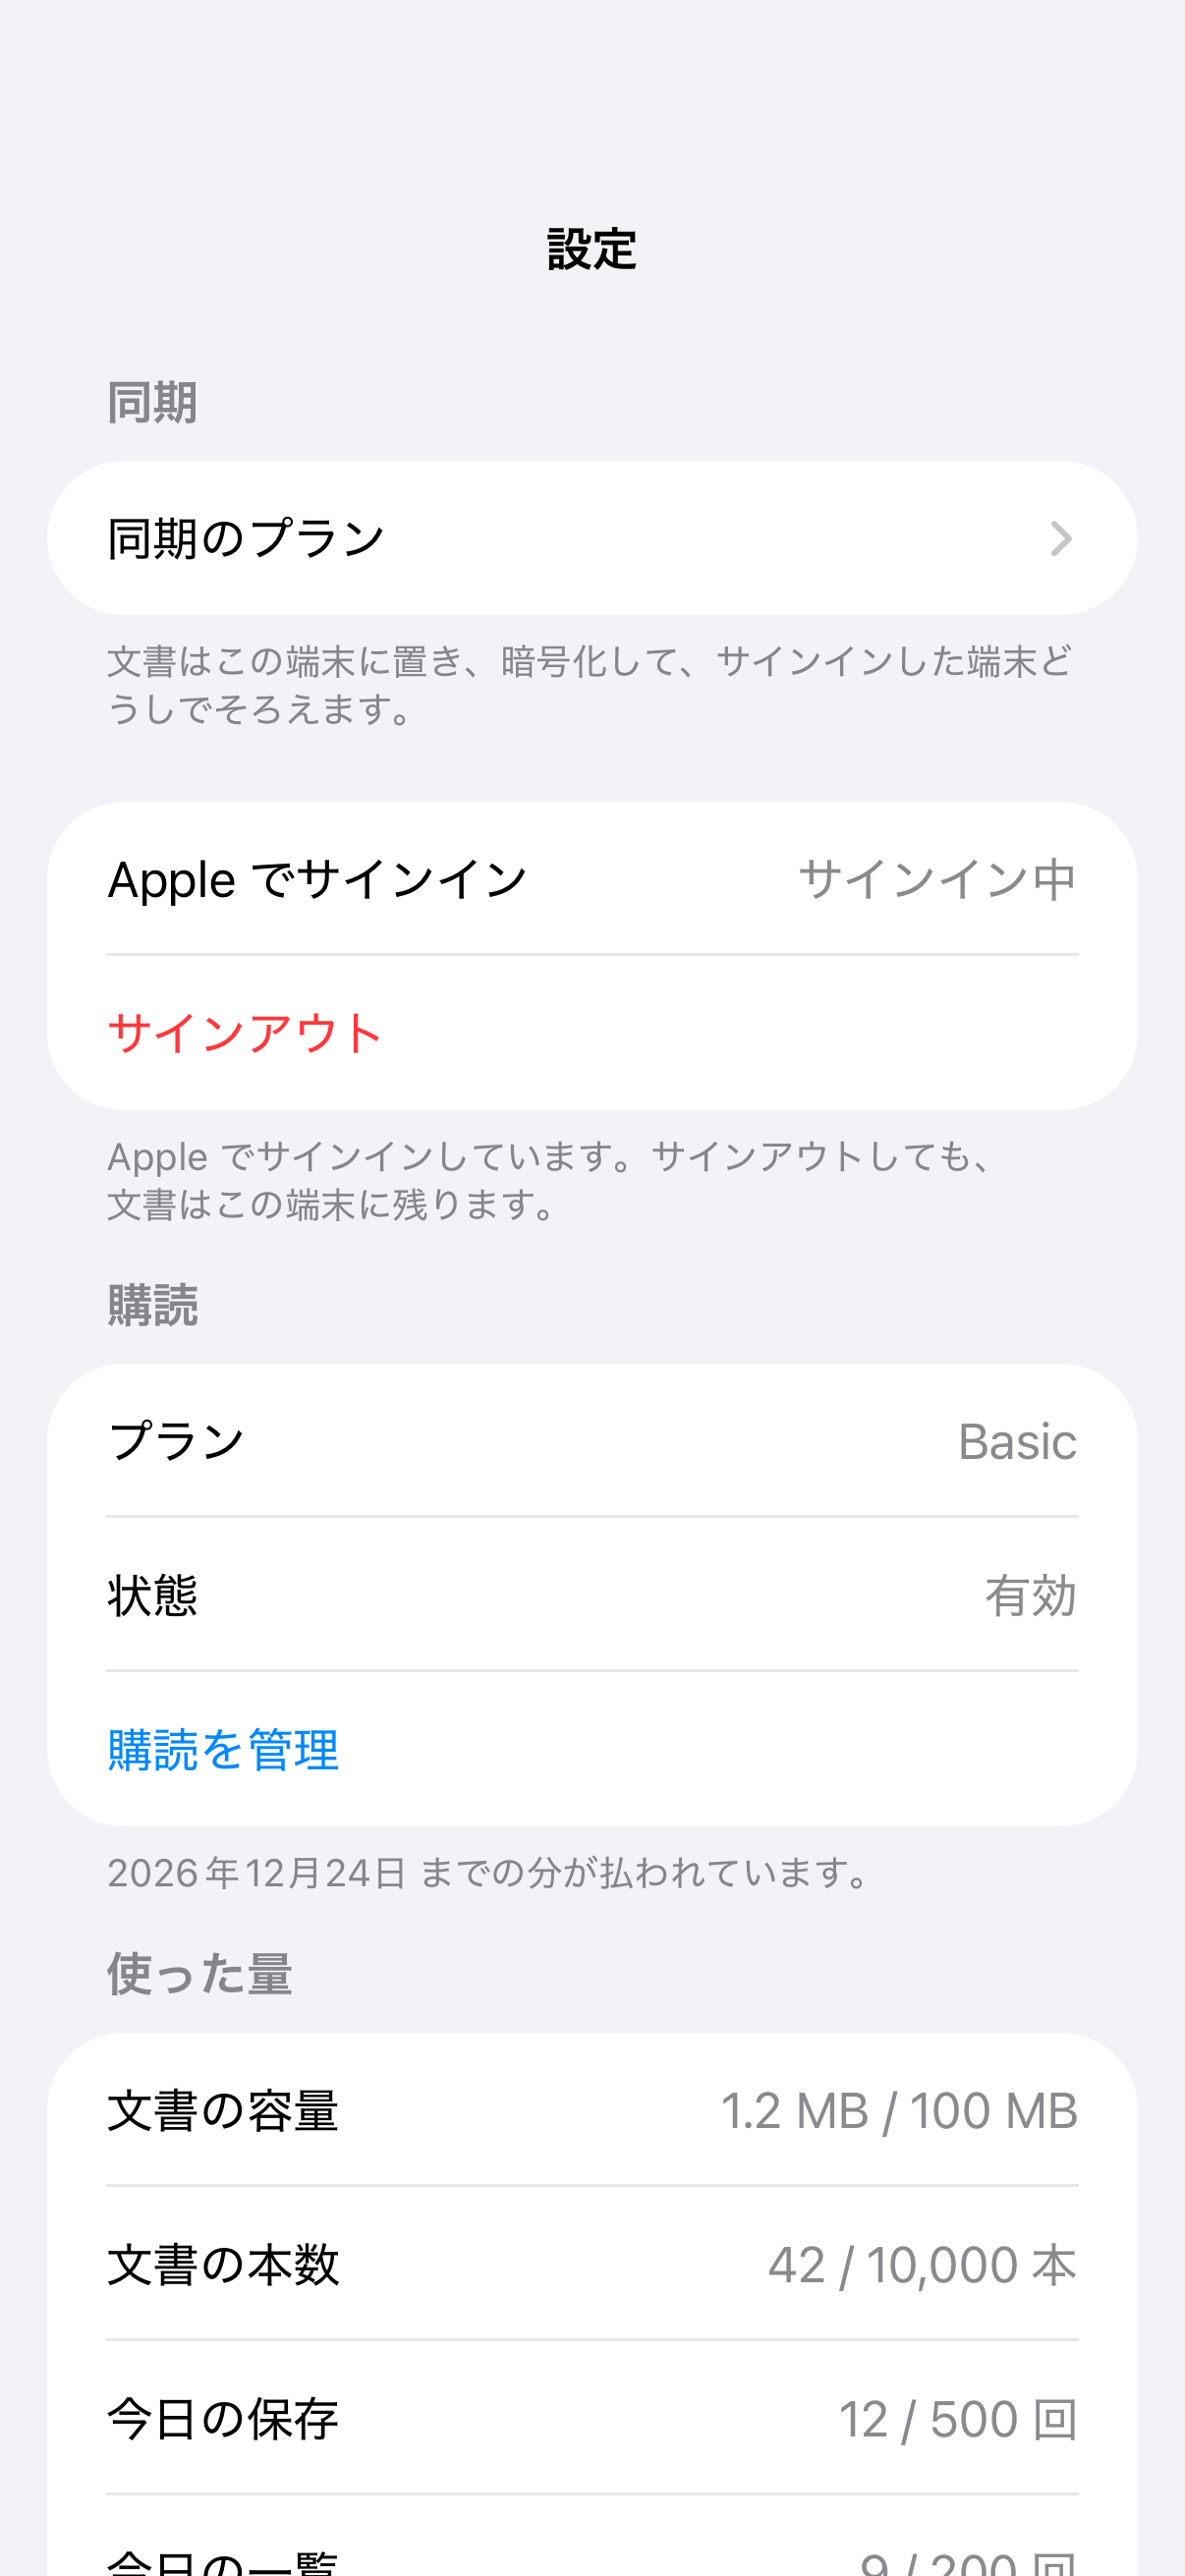 設定
同期
同期のプラン
文書はこの端末に置き、暗号化して、サインインした端末ど
うしでそろえます。
Apple でサインイン サインイン中
サインアウト
Apple でサインインしています。サインアウトしても、
文書はこの端末に残ります。
購読
プラン Basic
状態 有効
購読を管理
2026年12月24日 までの分が払われています。
使った量
文書の容量 1.2 MB / 100 MB
文書の本数 42 / 10,000 本
今日の保存 12 / 500 回
今日の一覧 9 / 200 回